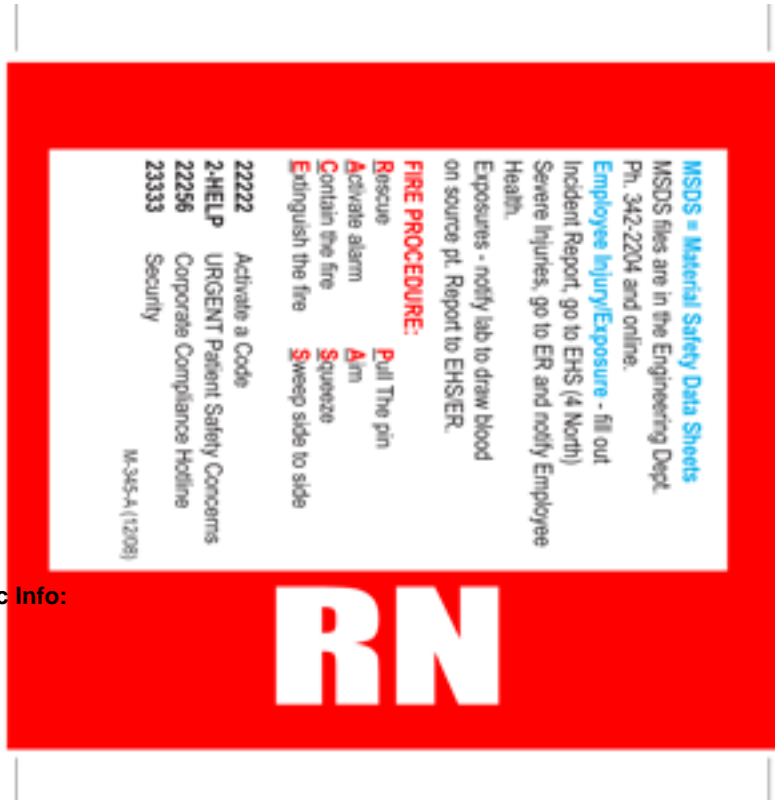 MSDS = Material Safety Data Sheets
MSDS files are in the Engineering Dept.
Ph. 342-2204 and online.
Employee Injury/Exposure - fill out
Incident Report, go to EHS (4 North)
Severe Injuries, go to ER and notify Employee
Health.
Exposures - notify lab to draw blood
on source pt. Report to EHS/ER.
FIRE PROCEDURE:
Rescue Pull The pin
Activate alarm Aim
Contain the fire Squeeze
Extinguish the fire Sweep side to side
22222 Activate a Code
2-HELP URGENT Patient Safety Concerns
22256 Corporate Compliance Hotline
23333 Security
M-345-A (12/08)
c Info:
RN